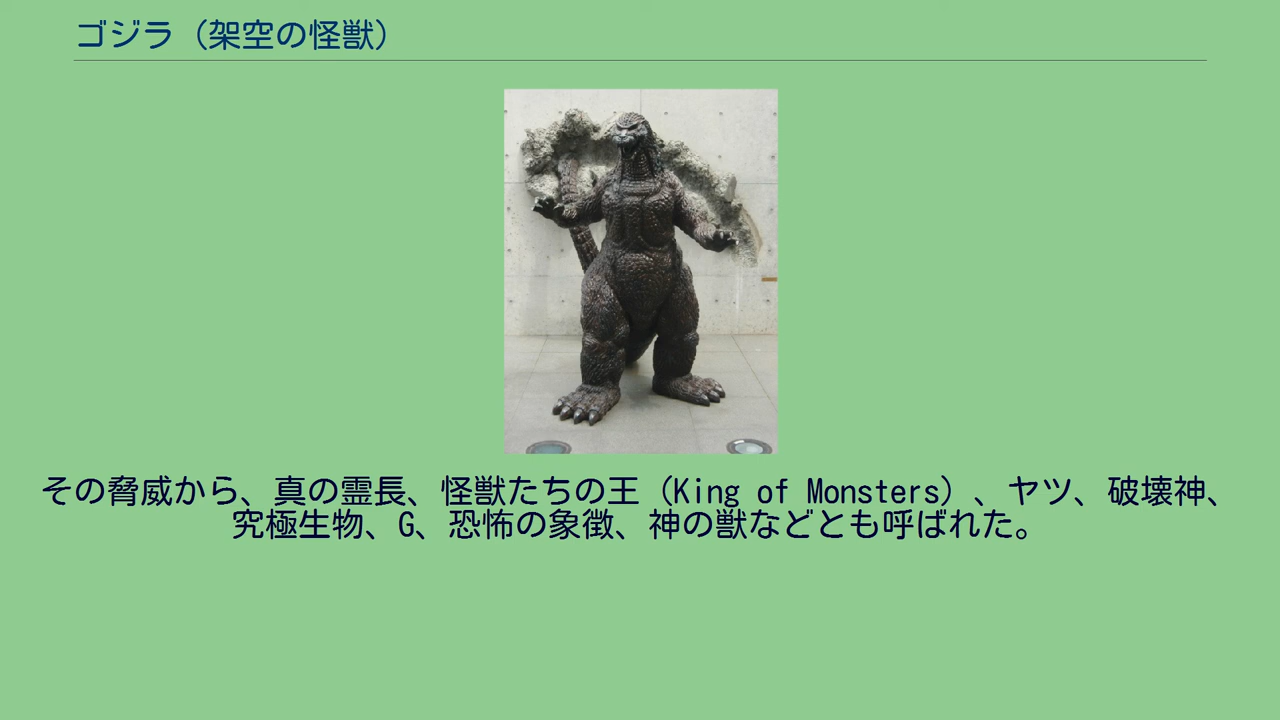 ゴジラ（架空の怪獣）
その脅威から、真の霊長、怪獣たちの王（King of Monsters）、ヤツ、破壊神、
究極生物、G、恐怖の象徴、神の獣などとも呼ばれた。